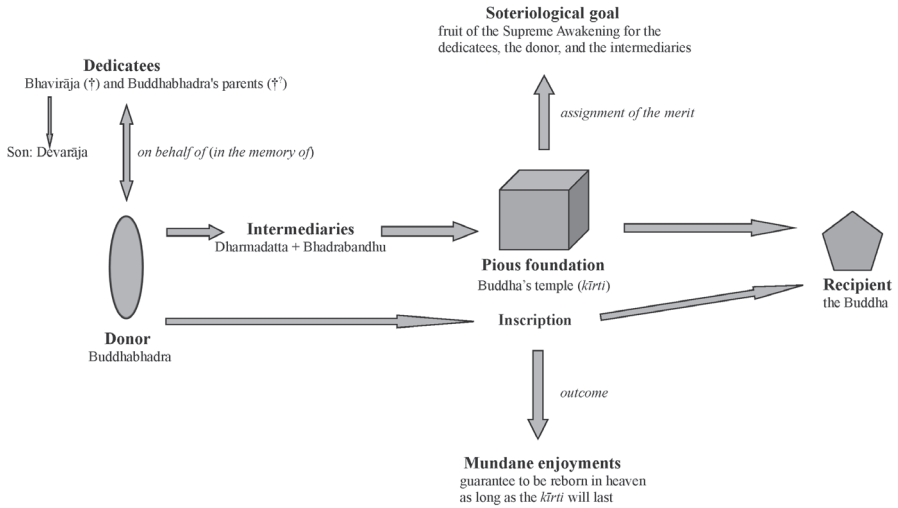 Soteriological goal
fruit of the Supreme Awakening for the
dedicatees, the donor, and the intermediaries
assignment of the merit
Dedicatees
Bhavirāja (†) and Buddhabhadra's parents (†?)
Son: Devarāja
on behalf of (in the memory of)
Intermediaries
Dharmadatta + Bhadrabandhu
Pious foundation
Buddha's temple (kīrti)
Recipient
the Buddha
Donor
Buddhabhadra
Inscription
outcome
Mundane enjoyments
guarantee to be reborn in heaven
as long as the kīrti will last